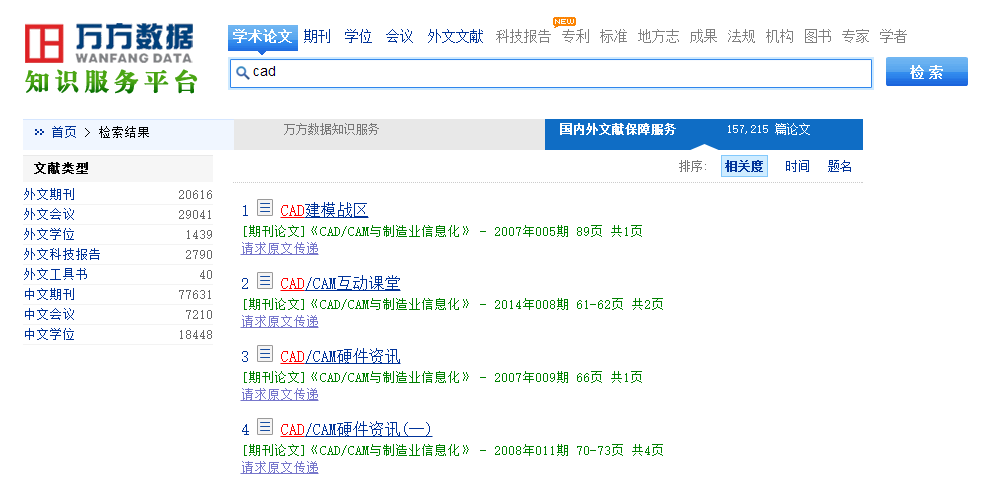 万方数据
WANFANG DATA
知识服务平台
NEW
学术论文 期刊 学位 会议 外文文献 科技报告 专利 标准 地方志 成果 法规 机构 图书 专家 学者
cad
检 索
首页 > 检索结果
万方数据知识服务
国内外文献保障服务 157,215 篇论文
文献类型
排序: 相关度 时间 题名
外文期刊 20616
外文会议 29041
外文学位 1439
外文科技报告 2790
外文工具书 40
中文期刊 77631
中文会议 7210
中文学位 18448
1 CAD建模战区
[期刊论文]《CAD/CAM与制造业信息化》 - 2007年005期 89页 共1页
请求原文传递
2 CAD/CAM互动课堂
[期刊论文]《CAD/CAM与制造业信息化》 - 2014年008期 61-62页 共2页
请求原文传递
3 CAD/CAM硬件资讯
[期刊论文]《CAD/CAM与制造业信息化》 - 2007年009期 66页 共1页
请求原文传递
4 CAD/CAM硬件资讯(一)
[期刊论文]《CAD/CAM与制造业信息化》 - 2008年011期 70-73页 共4页
请求原文传递